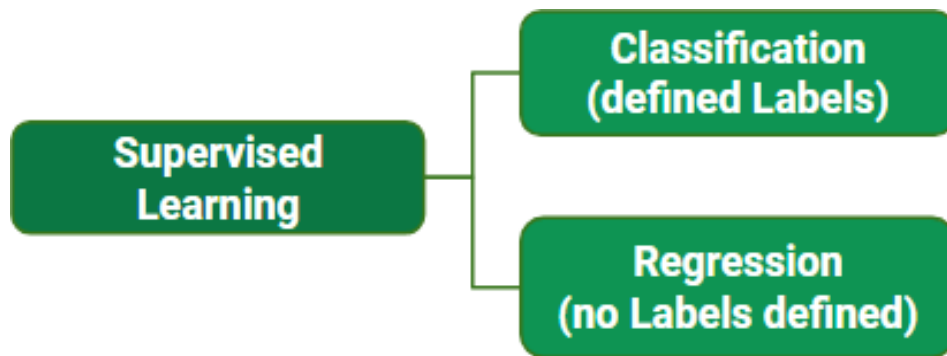 Supervised
Learning
Classification
(defined Labels)
Regression
(no Labels defined)